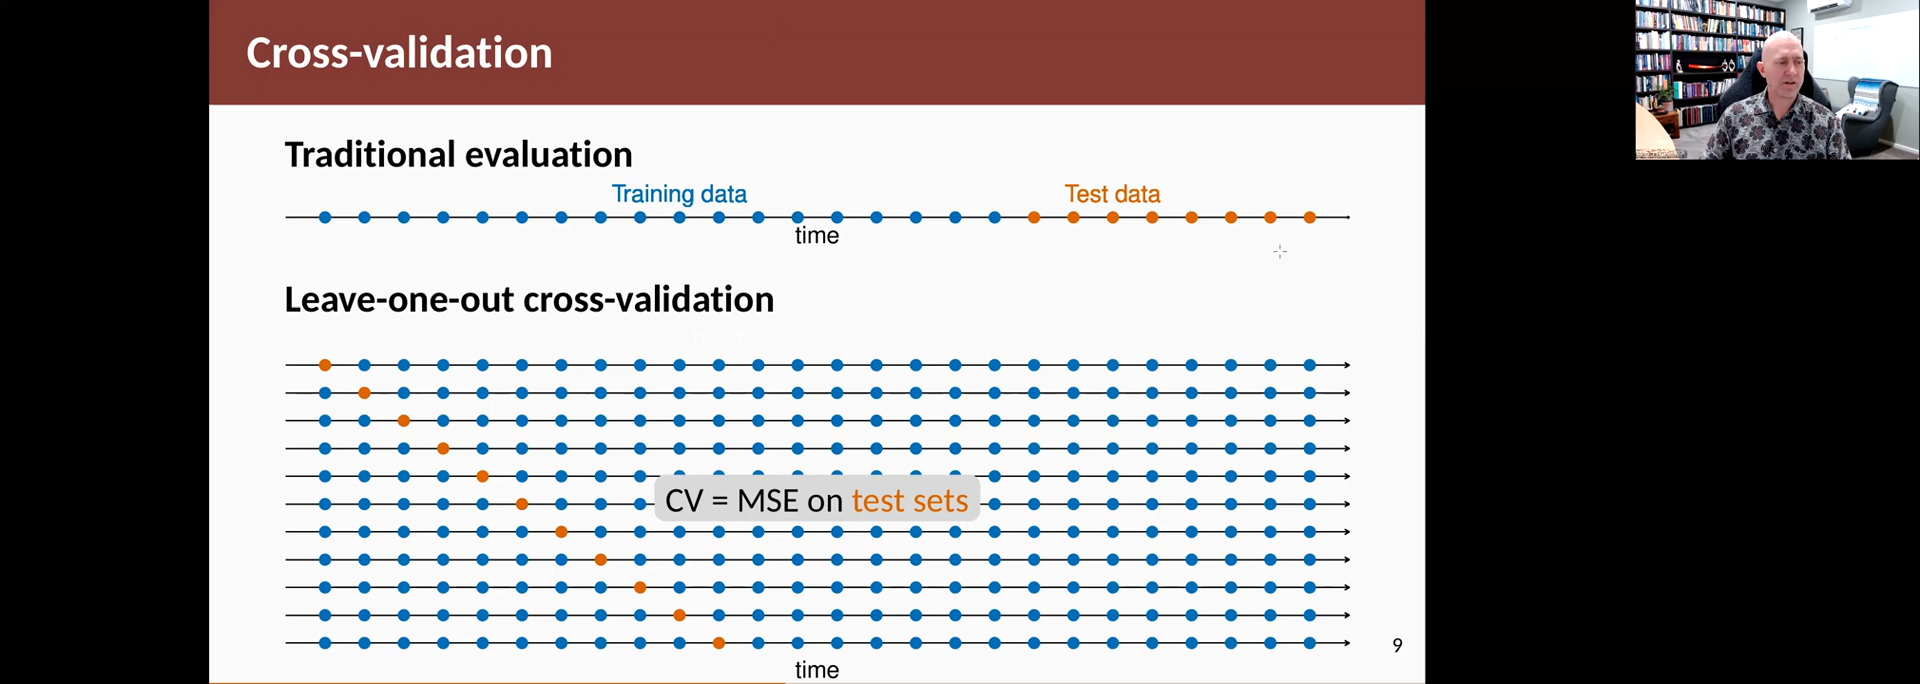 Cross-validation
Traditional evaluation
Training data
Test data
time
Leave-one-out cross-validation
CV = MSE on test sets
9
time